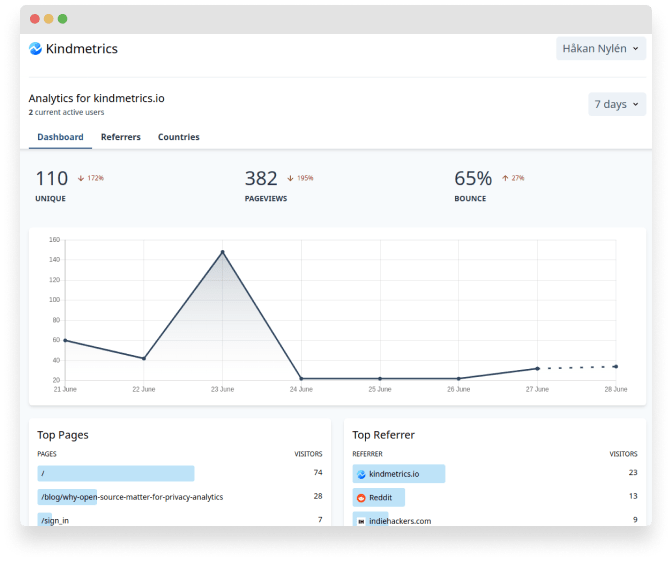 Kindmetrics
Håkan Nylén
Analytics for kindmetrics.io
7 days
2 current active users
Dashboard Referrers Countries
110 172% 382 195% 65% 27%
UNIQUE PAGEVIEWS BOUNCE
160
140
120
100
80
60
40
20
21 June 22 June 23 June 24 June 25 June 26 June 27 June 28 June
Top Pages
PAGES VISITORS
/ 74
/blog/why-open-source-matter-for-privacy-analytics 28
/sign_in 7
Top Referrer
REFERRER VISITORS
kindmetrics.io 23
Reddit 13
IH indiehackers.com 9